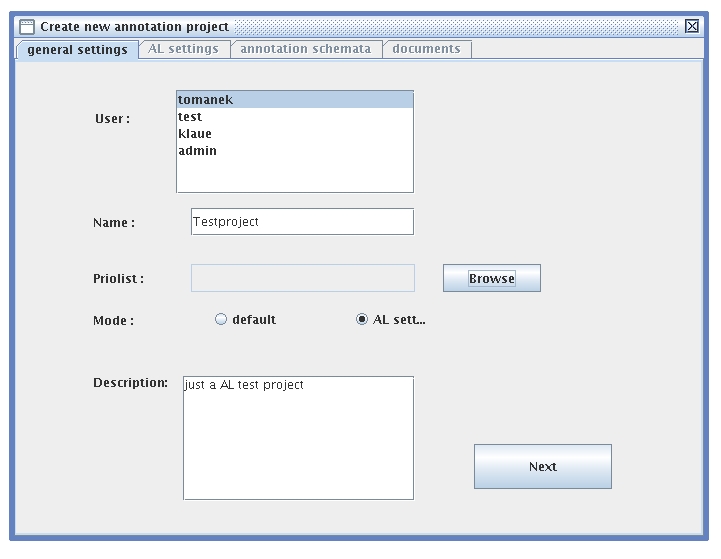 Create new annotation project
general settings AL settings annotation schemata documents
User :
tomanek
test
klaue
admin
Name : Testproject
Priolist : Browse
Mode : default AL sett...
Description: just a AL test project
Next